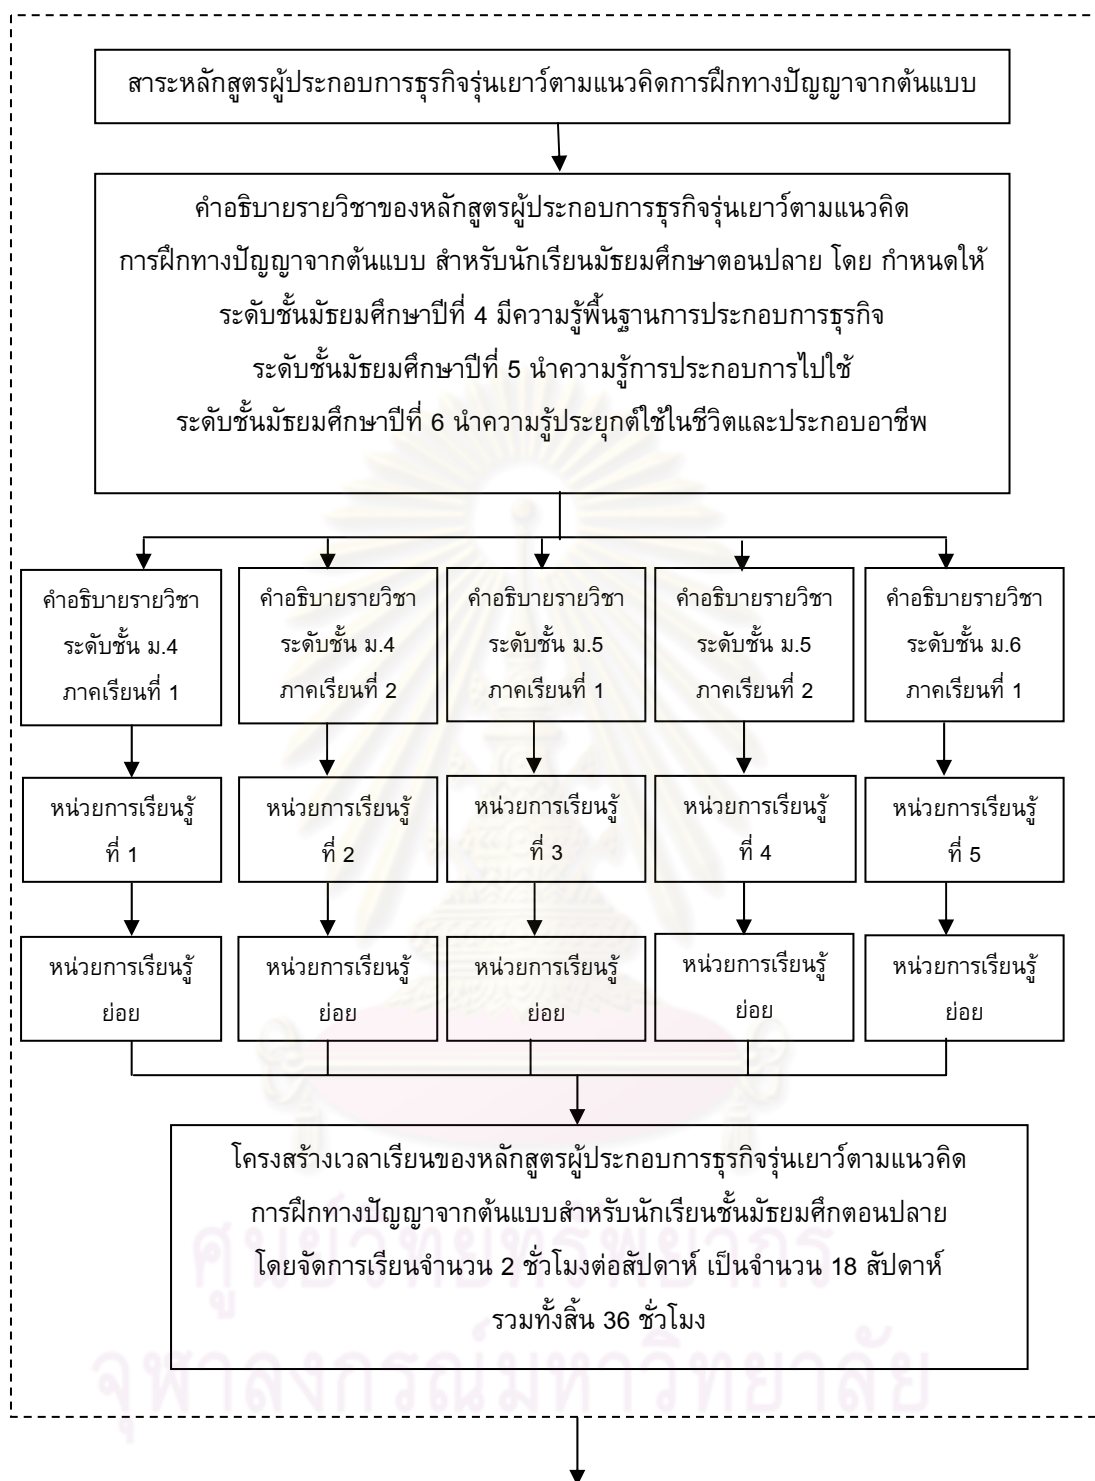 สาระหลักสูตรผู้ประกอบการธุรกิจรุ่นเยาว์ตามแนวคิดการฝึกทางปัญญาจากต้นแบบ
คำอธิบายรายวิชาของหลักสูตรผู้ประกอบการธุรกิจรุ่นเยาว์ตามแนวคิด
การฝึกทางปัญญาจากต้นแบบ สำหรับนักเรียนมัธยมศึกษาตอนปลาย โดย กำหนดให้
ระดับชั้นมัธยมศึกษาปีที่ 4 มีความรู้พื้นฐานการประกอบการธุรกิจ
ระดับชั้นมัธยมศึกษาปีที่ 5 นำความรู้การประกอบการไปใช้
ระดับชั้นมัธยมศึกษาปีที่ 6 นำความรู้ประยุกต์ใช้ในชีวิตและประกอบอาชีพ
คำอธิบายรายวิชา
ระดับชั้น ม.4
ภาคเรียนที่ 1
คำอธิบายรายวิชา
ระดับชั้น ม.4
ภาคเรียนที่ 2
คำอธิบายรายวิชา
ระดับชั้น ม.5
ภาคเรียนที่ 1
คำอธิบายรายวิชา
ระดับชั้น ม.5
ภาคเรียนที่ 2
คำอธิบายรายวิชา
ระดับชั้น ม.6
ภาคเรียนที่ 1
หน่วยการเรียนรู้
ที่ 1
หน่วยการเรียนรู้
ที่ 2
หน่วยการเรียนรู้
ที่ 3
หน่วยการเรียนรู้
ที่ 4
หน่วยการเรียนรู้
ที่ 5
หน่วยการเรียนรู้
ย่อย
หน่วยการเรียนรู้
ย่อย
หน่วยการเรียนรู้
ย่อย
หน่วยการเรียนรู้
ย่อย
หน่วยการเรียนรู้
ย่อย
โครงสร้างเวลาเรียนของหลักสูตรผู้ประกอบการธุรกิจรุ่นเยาว์ตามแนวคิด
การฝึกทางปัญญาจากต้นแบบสำหรับนักเรียนชั้นมัธยมศึกตอนปลาย
โดยจัดการเรียนจำนวน 2 ชั่วโมงต่อสัปดาห์ เป็นจำนวน 18 สัปดาห์
รวมทั้งสิ้น 36 ชั่วโมง
ศูนย์วิทยทรัพยากร
จุฬาลงกรณ์มหาวิทยาลัย